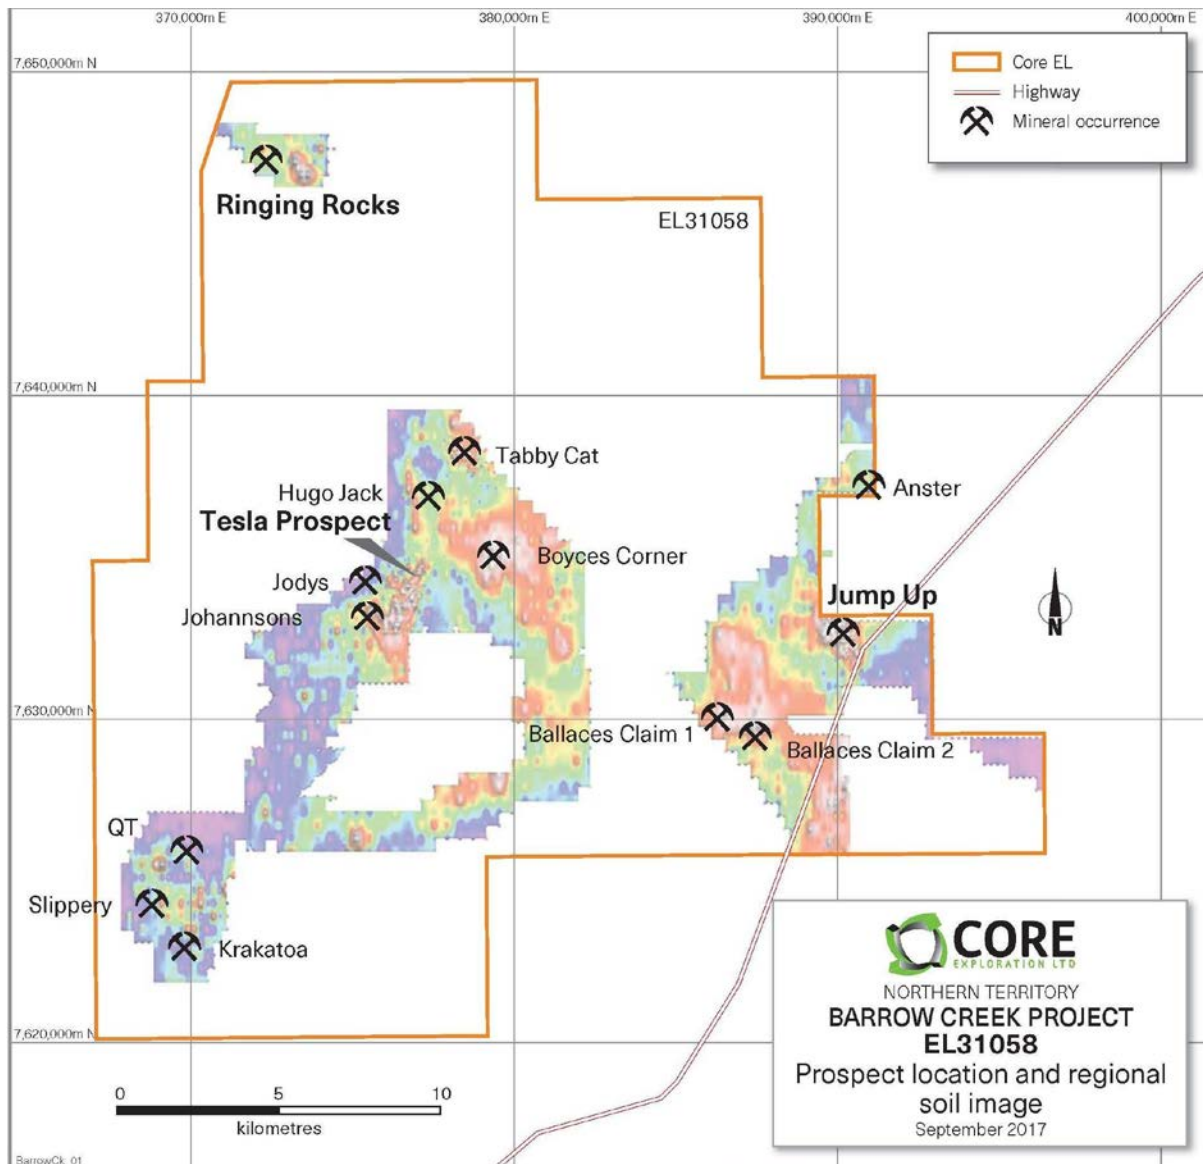 370,000m E
380,000m E
390,000m E
400,000m E
7,650,000m N
Core EL
Highway
Mineral occurrence
Ringing Rocks
EL31058
7,640,000m N
Tabby Cat
Hugo Jack
Anster
Tesla Prospect
Boyces Corner
Jodys
Jump Up
Johannsons
N
7,630,000m N
Ballaces Claim 1
Ballaces Claim 2
QT
Slippery
Krakatoa
CORE
EXPLORATION LTD
NORTHERN TERRITORY
BARROW CREEK PROJECT
EL31058
Prospect location and regional
soil image
September 2017
7,620,000m N
0 5 10
kilometres
BarrowCk_01